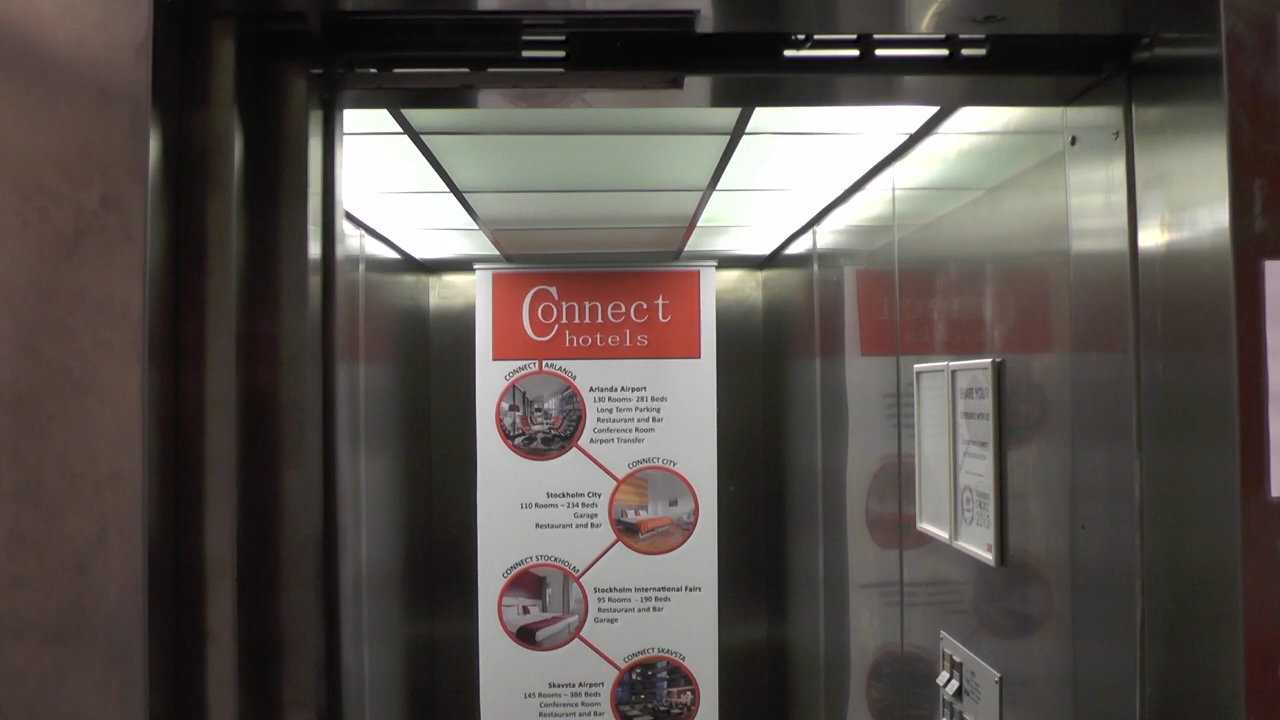 Connect
hotels
CONNECT ARLANDA
Arlanda Airport
130 Rooms- 281 Beds
Long Term Parking
Restaurant and Bar
Conference Room
Airport Transfer
CONNECT CITY
Stockholm City
110 Rooms – 234 Beds
Garage
Restaurant and Bar
CONNECT STOCKHOLM
Stockholm International Fairs
95 Rooms - 190 Beds
Restaurant and Bar
Garage
CONNECT SKAVSTA
Skavsta Airport
145 Rooms – 386 Beds
Conference Room
Restaurant and Bar